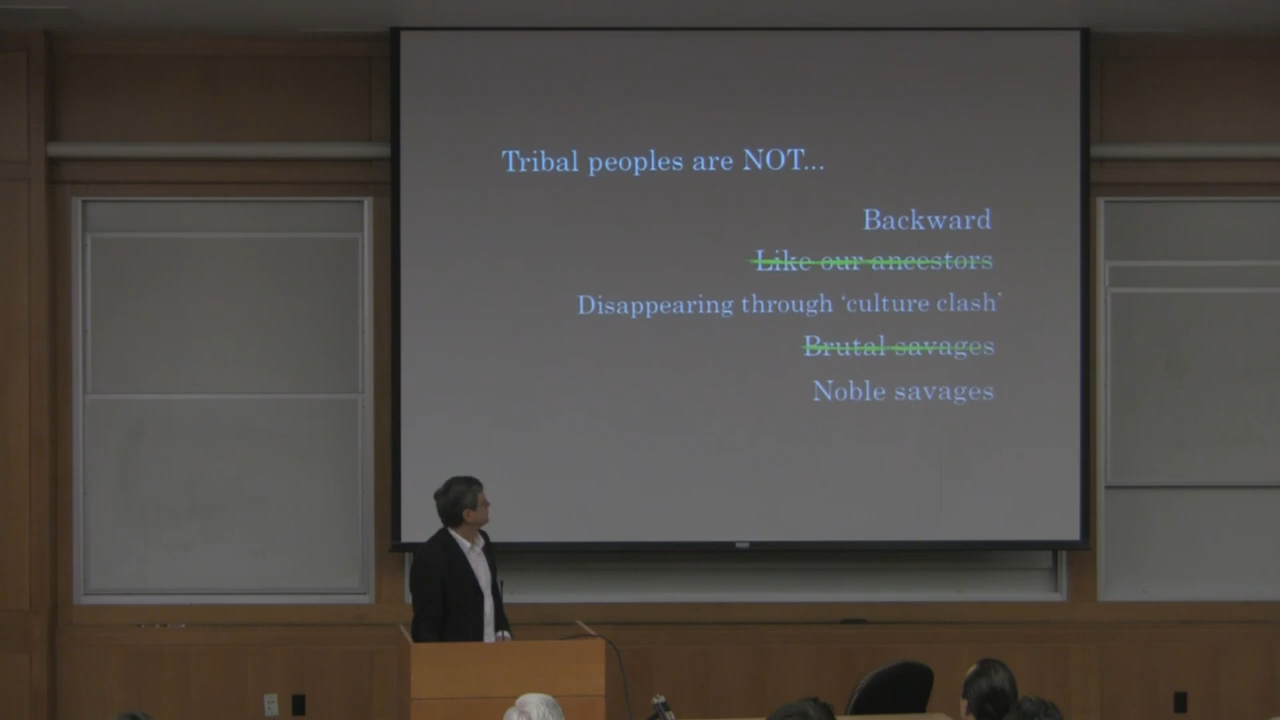 Tribal peoples are NOT...
Backward
Like our ancestors
Disappearing through ‘culture clash’
Brutal savages
Noble savages